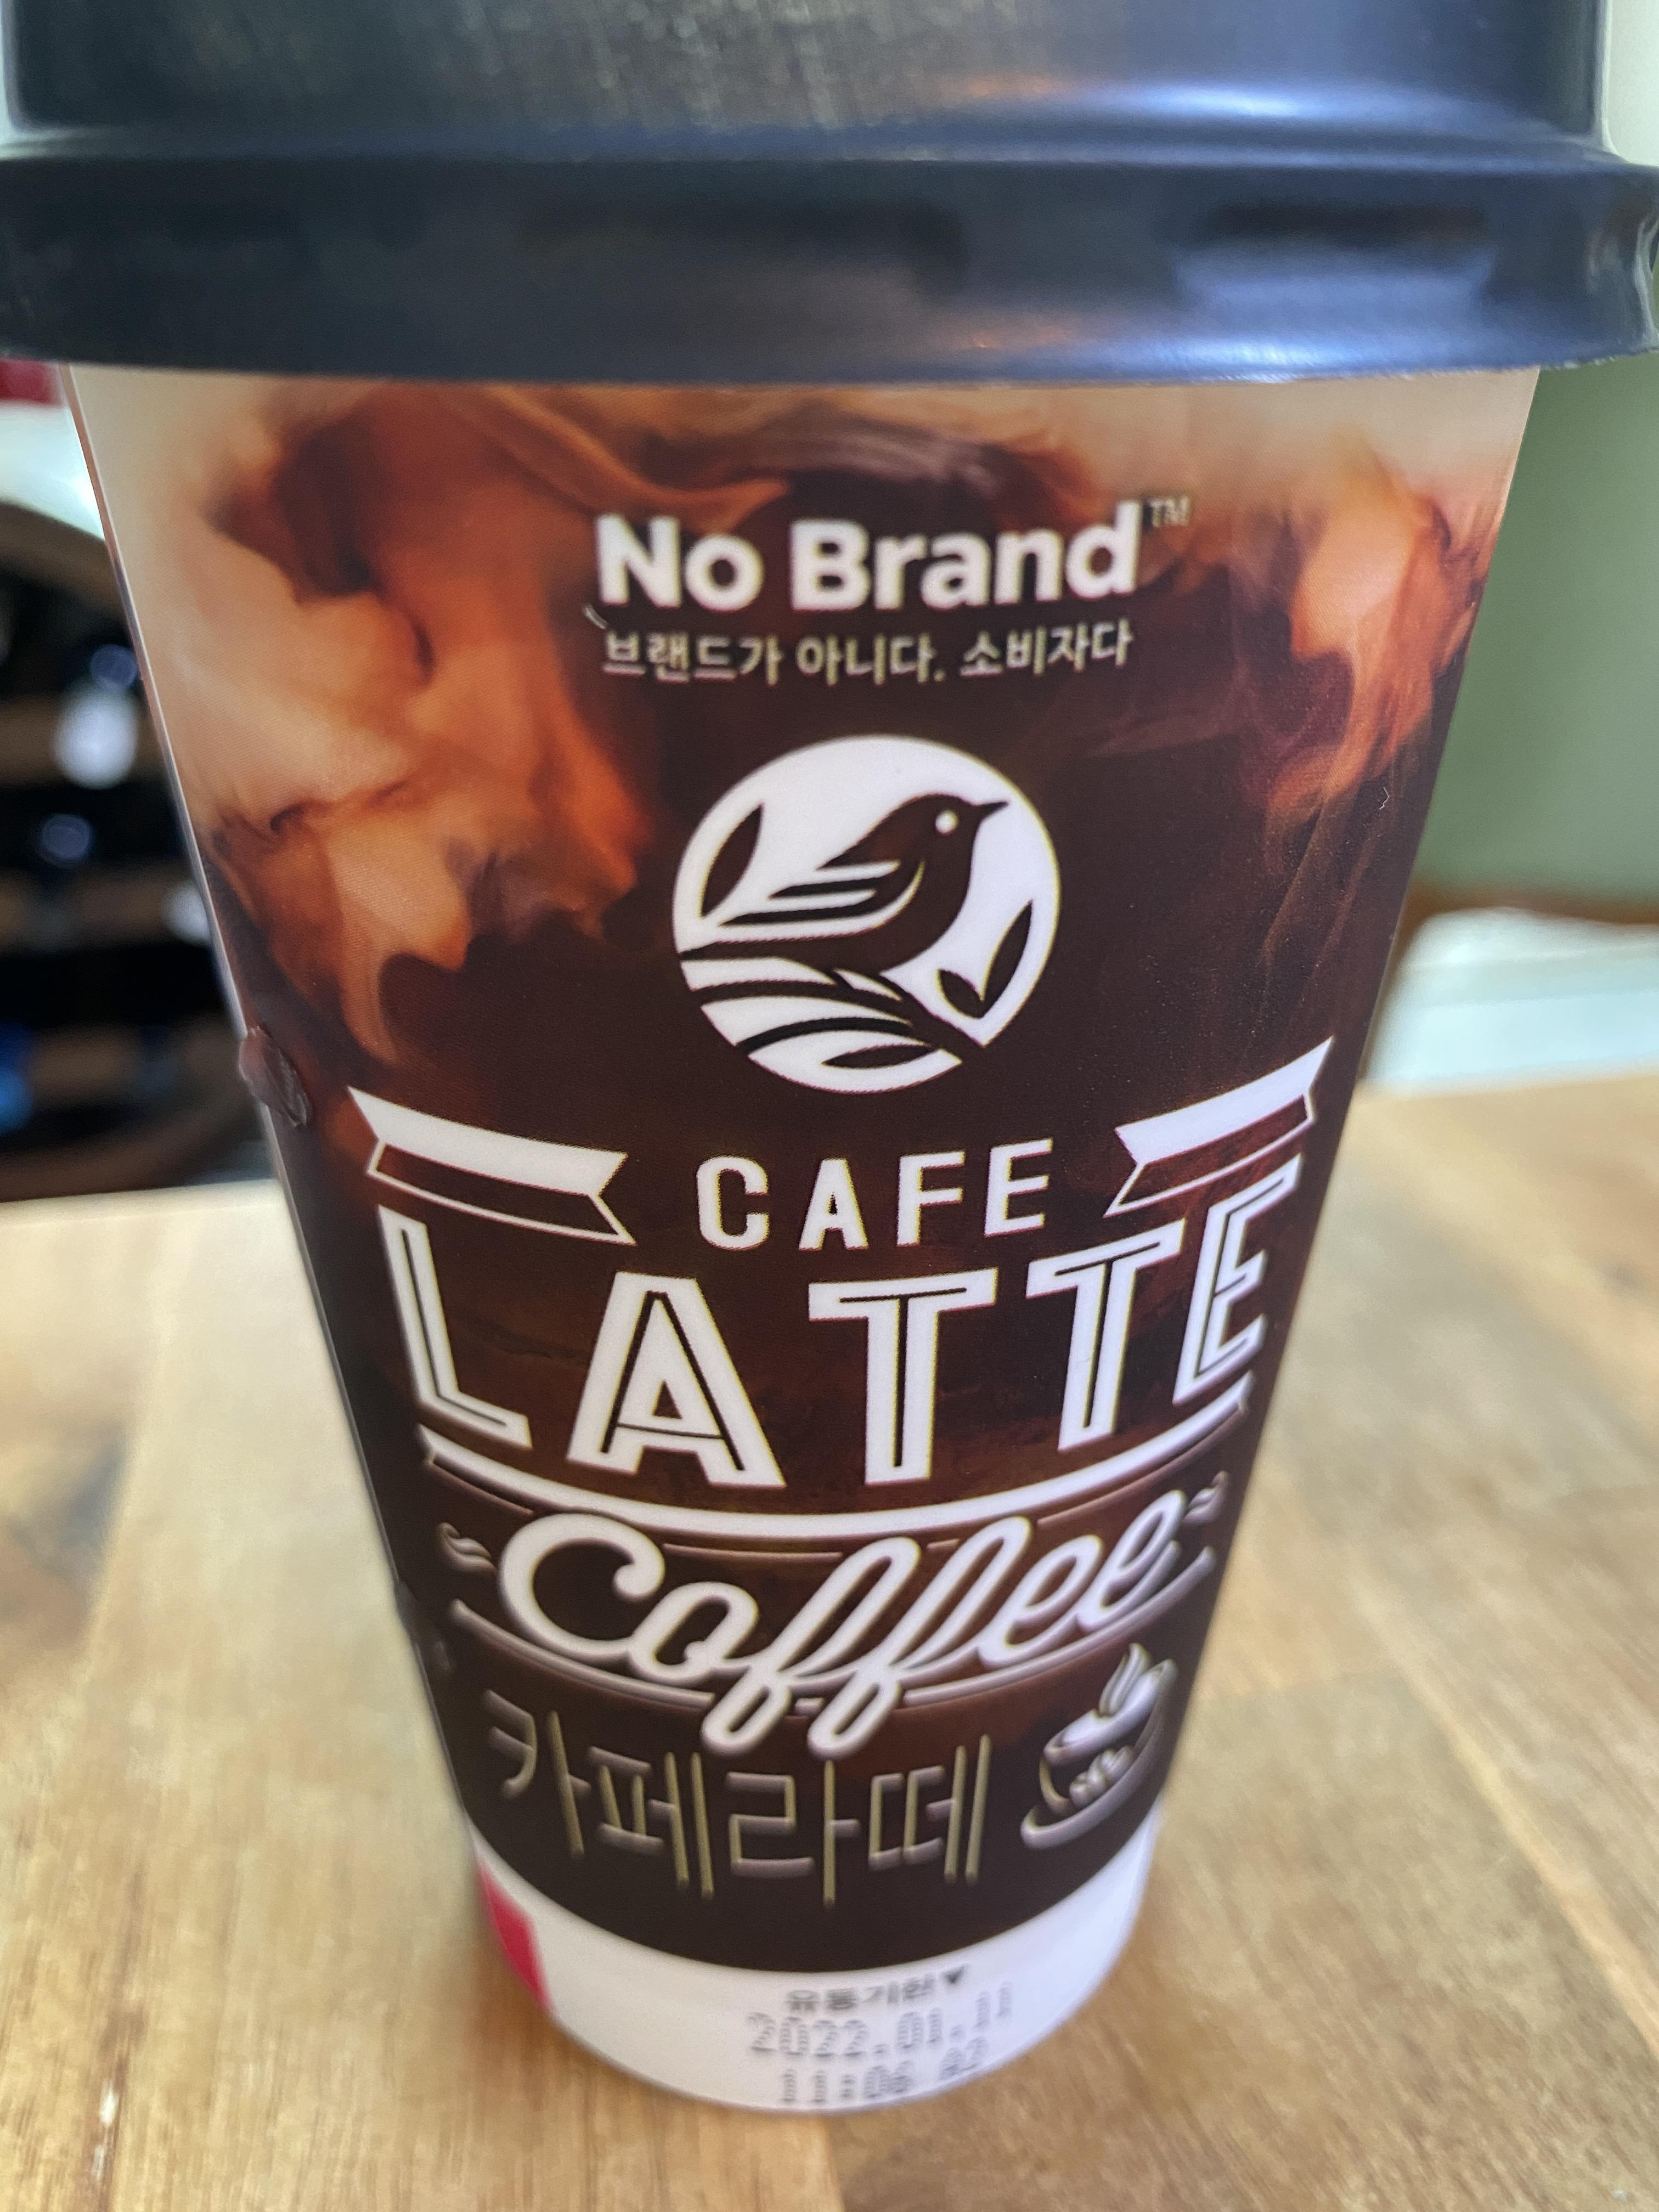 No Brand™
브랜드가 아니다. 소비자다
CAFE
LATTE
Coffee
카페라떼
유통기한▼
2022.01.11